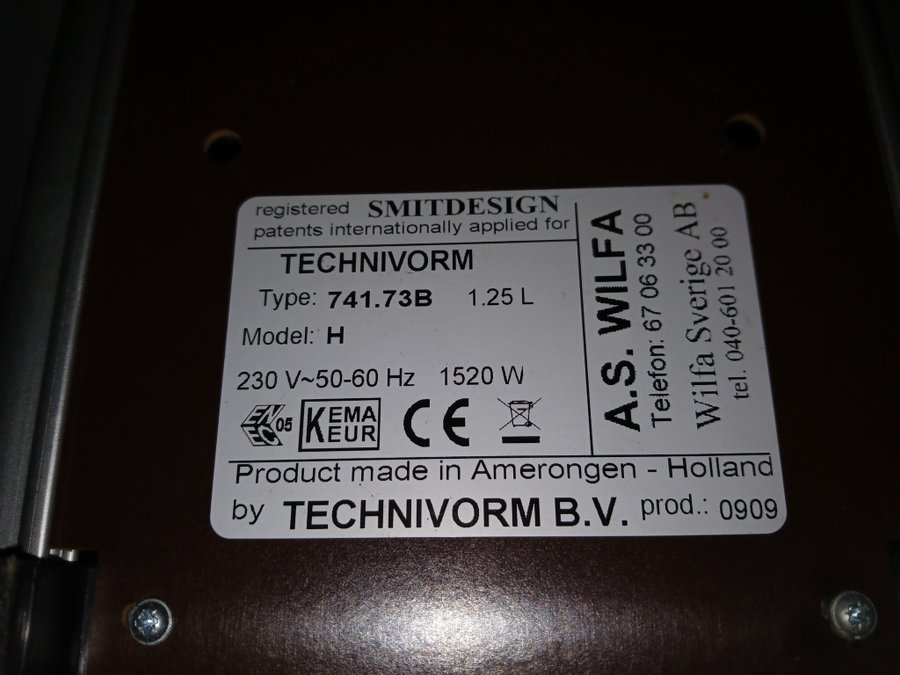 registered SMITDESIGN
patents internationally applied for
TECHNIVORM
Type: 741.73B 1.25 L
Model: H
230 V~50-60 Hz 1520 W
ENEC 05 KEMA
KEUR CE
A.S. WILFA
Telefon: 67 06 33 00
Wilfa Sverige AB
tel. 040-601 20 00
Product made in Amerongen - Holland
by TECHNIVORM B.V. prod.: 0909